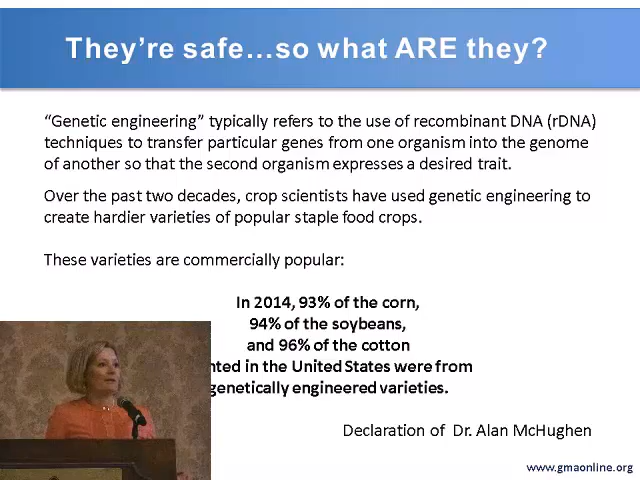 They're safe...so what ARE they?
“Genetic engineering” typically refers to the use of recombinant DNA (rDNA)
techniques to transfer particular genes from one organism into the genome
of another so that the second organism expresses a desired trait.
Over the past two decades, crop scientists have used genetic engineering to
create hardier varieties of popular staple food crops.
These varieties are commercially popular:
In 2014, 93% of the corn,
94% of the soybeans,
and 96% of the cotton
in the United States were from
genetically engineered varieties.
Declaration of Dr. Alan McHughen
www.gmaonline.org